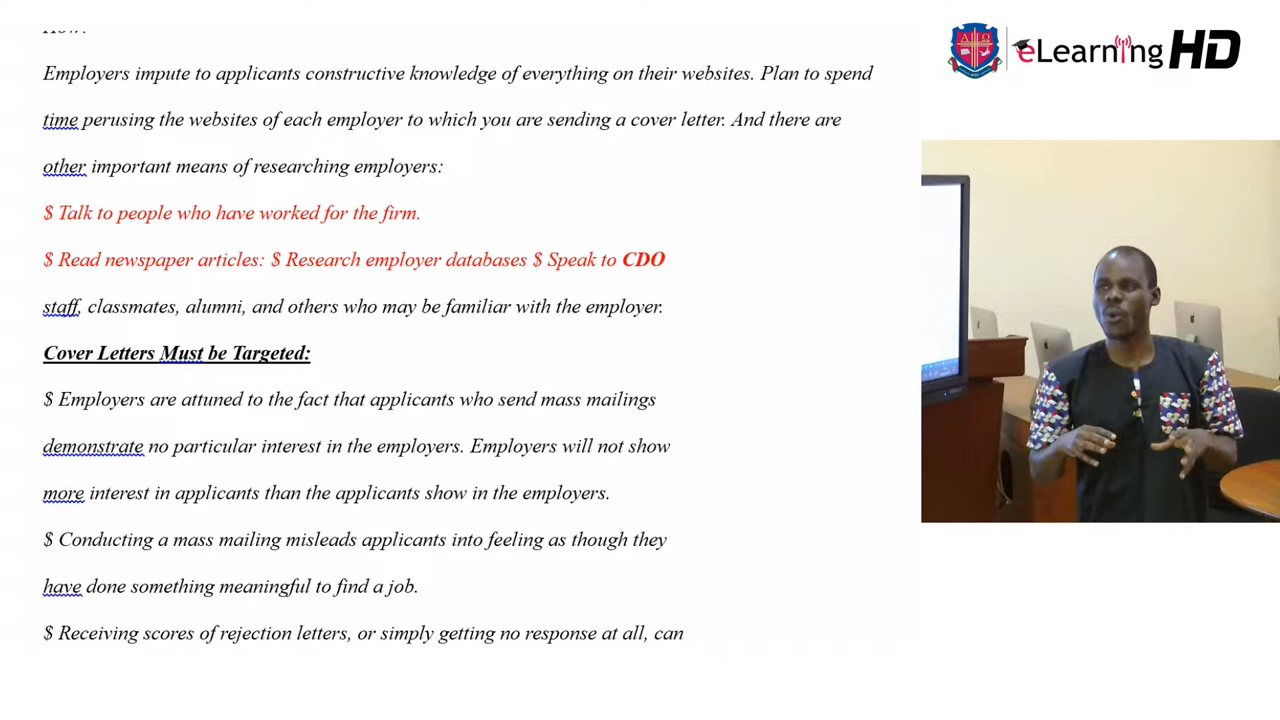 How:
Employers impute to applicants constructive knowledge of everything on their websites. Plan to spend
time perusing the websites of each employer to which you are sending a cover letter. And there are
other important means of researching employers:
$ Talk to people who have worked for the firm.
$ Read newspaper articles: $ Research employer databases $ Speak to CDO
staff, classmates, alumni, and others who may be familiar with the employer.
Cover Letters Must be Targeted:
$ Employers are attuned to the fact that applicants who send mass mailings
demonstrate no particular interest in the employers. Employers will not show
more interest in applicants than the applicants show in the employers.
$ Conducting a mass mailing misleads applicants into feeling as though they
have done something meaningful to find a job.
$ Receiving scores of rejection letters, or simply getting no response at all, can
eLearning HD